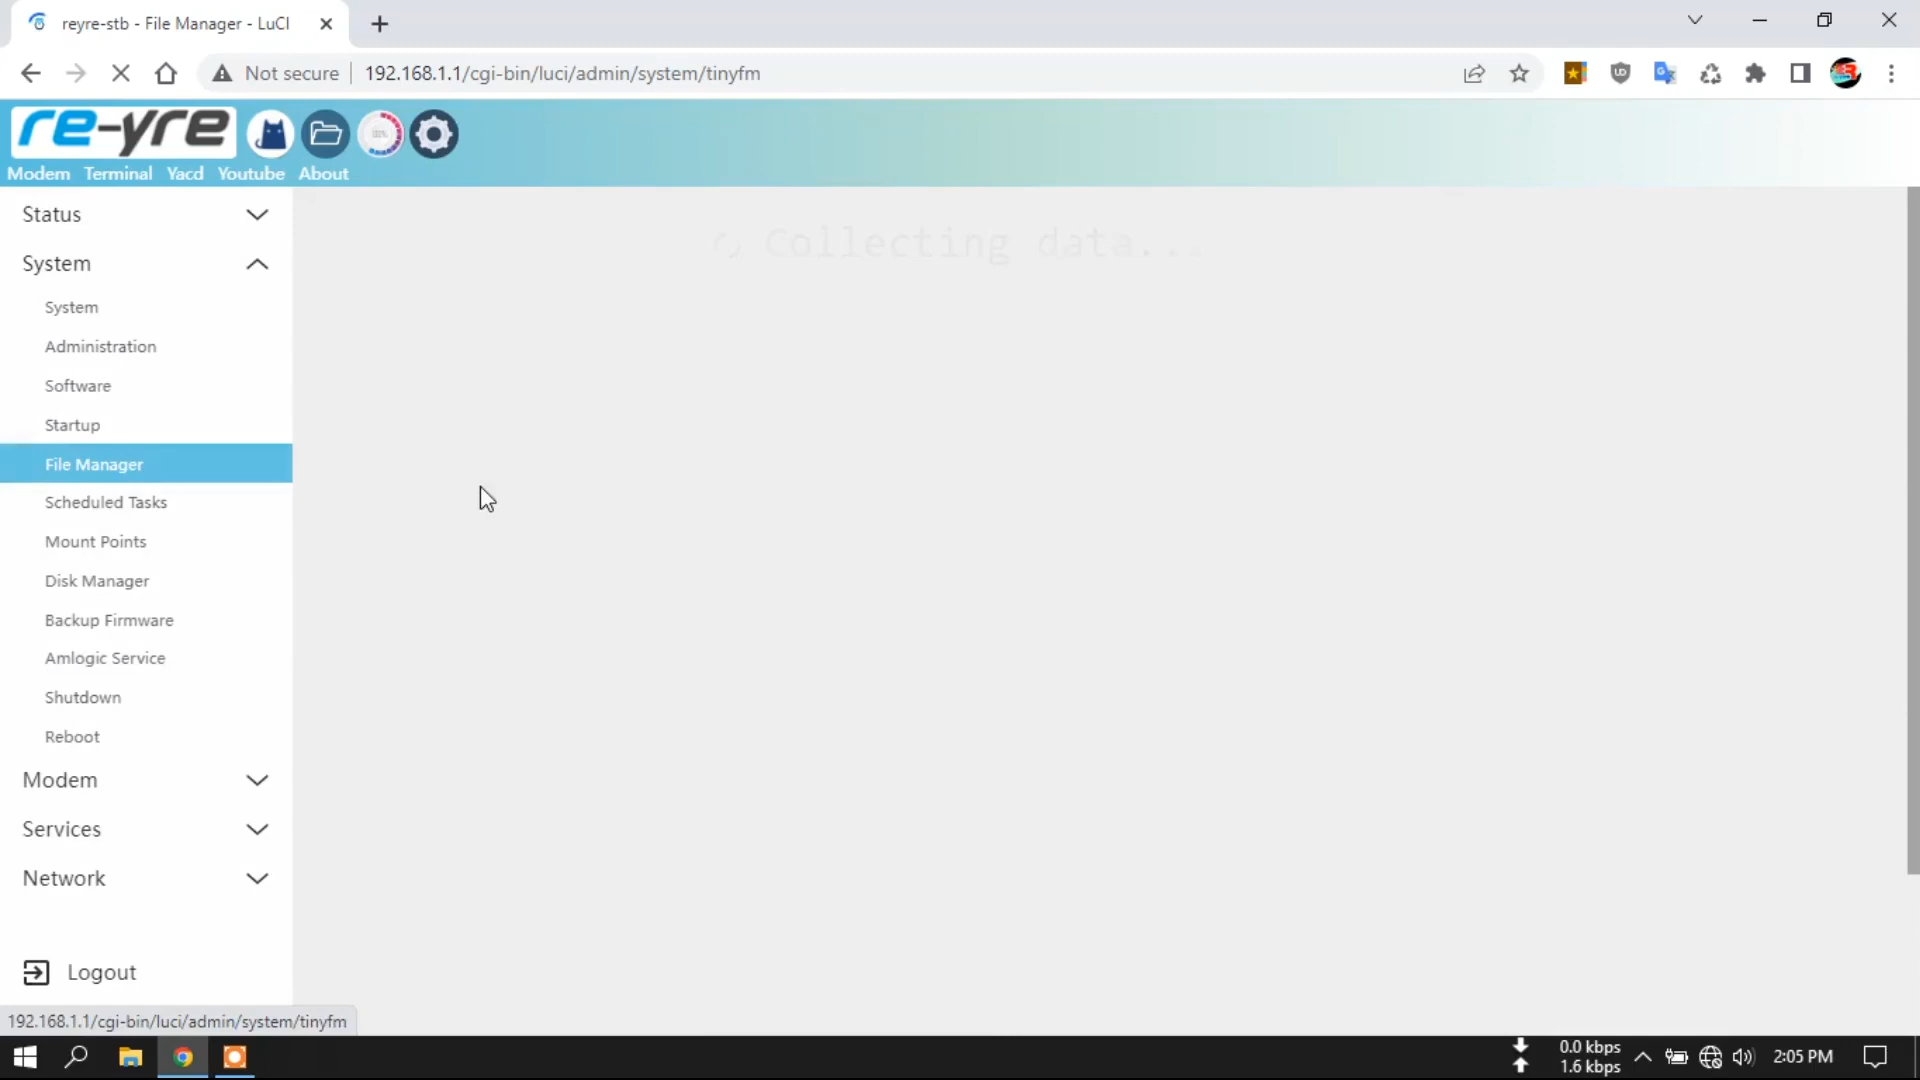 reyre-stb - File Manager - LuCI
Not secure
192.168.1.1/cgi-bin/luci/admin/system/tinyfm
re-yre
Modem Terminal Yacd Youtube About
Status
Collecting data...
System
System
Administration
Software
Startup
File Manager
Scheduled Tasks
Mount Points
Disk Manager
Backup Firmware
Amlogic Service
Shutdown
Reboot
Modem
Services
Network
Logout
192.168.1.1/cgi-bin/luci/admin/system/tinyfm
0.0 kbps
1.6 kbps
2:05 PM